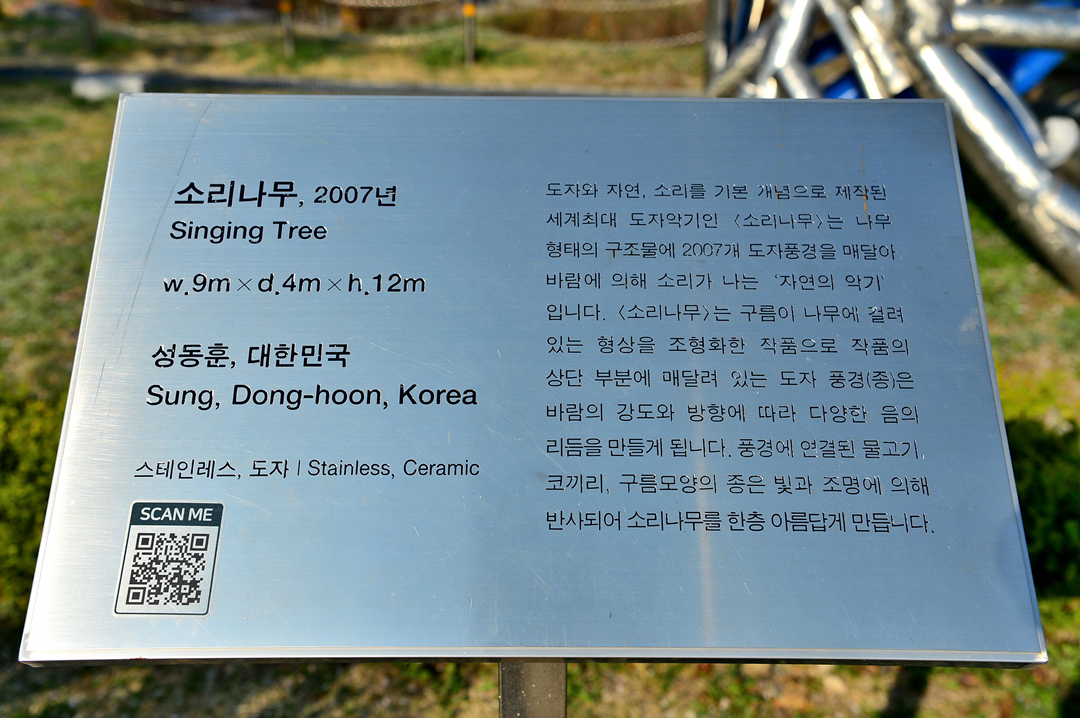 소리나무, 2007년
Singing Tree
w.9m×d.4m×h.12m
성동훈, 대한민국
Sung, Dong-hoon, Korea
스테인레스, 도자 | Stainless, Ceramic
SCAN ME
도자와 자연, 소리를 기본 개념으로 제작된
세계최대 도자악기인 〈소리나무〉는 나무
형태의 구조물에 2007개 도자풍경을 매달아
바람에 의해 소리가 나는 ‘자연의 악기’
입니다. 〈소리나무〉는 구름이 나무에 걸려
있는 형상을 조형화한 작품으로 작품의
상단 부분에 매달려 있는 도자 풍경(종)은
바람의 강도와 방향에 따라 다양한 음의
리듬을 만들게 됩니다. 풍경에 연결된 물고기,
코끼리, 구름모양의 종은 빛과 조명에 의해
반사되어 소리나무를 한층 아름답게 만듭니다.